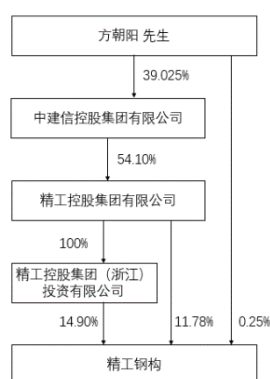 方朝阳 先生
39.025%
中建信控股集团有限公司
54.10%
精工控股集团有限公司
100%
精工控股集团（浙江）
投资有限公司
14.90%
11.78%
0.25%
精工钢构